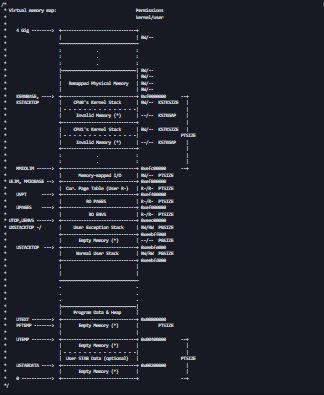 /*
* Virtual memory map: Permissions
* kernel/user
*
* 4 Gig --------> +------------------------------+
* | | RW/--
* ~~~~~~~~~~~~~~~~~~~~~~~~~~~~~~~~
* : . :
* : . :
* : . :
* |~~~~~~~~~~~~~~~~~~~~~~~~~~~~~~| RW/--
* | | RW/--
* | Remapped Physical Memory | RW/--
* | | RW/--
* KERNBASE, ----> +------------------------------+ 0xf0000000 --+
* KSTACKTOP | CPU0's Kernel Stack | RW/-- KSTKSIZE |
* | - - - - - - - - - - - - - - -| |
* | Invalid Memory (*) | --/-- KSTKGAP |
* +------------------------------+ |
* | CPU1's Kernel Stack | RW/-- KSTKSIZE |
* | - - - - - - - - - - - - - - -| PTSIZE
* | Invalid Memory (*) | --/-- KSTKGAP |
* +------------------------------+ |
* : . : |
* : . : |
* MMIOLIM ------> +------------------------------+ 0xefc00000 --+
* | Memory-mapped I/O | RW/-- PTSIZE
* ULIM, MMIOBASE --> +------------------------------+ 0xef800000
* | Cur. Page Table (User R-) | R-/R- PTSIZE
* UVPT ----> +------------------------------+ 0xef400000
* | RO PAGES | R-/R- PTSIZE
* UPAGES ----> +------------------------------+ 0xef000000
* | RO ENVS | R-/R- PTSIZE
* UTOP,UENVS ------> +------------------------------+ 0xeec00000
* UXSTACKTOP -/ | User Exception Stack | RW/RW PGSIZE
* +------------------------------+ 0xeebff000
* | Empty Memory (*) | --/-- PGSIZE
* USTACKTOP ---> +------------------------------+ 0xeebfe000
* | Normal User Stack | RW/RW PGSIZE
* +------------------------------+ 0xeebfd000
* | |
* | |
* ~~~~~~~~~~~~~~~~~~~~~~~~~~~~~~~~
* . .
* . .
* . .
* |~~~~~~~~~~~~~~~~~~~~~~~~~~~~~~|
* | Program Data & Heap |
* UTEXT --------> +------------------------------+ 0x00800000
* PFTEMP -------> | Empty Memory (*) | PTSIZE
* | |
* UTEMP --------> +------------------------------+ 0x00400000 --+
* | Empty Memory (*) | |
* | - - - - - - - - - - - - - - -| |
* | User STAB Data (optional) | PTSIZE
* USTABDATA ----> +------------------------------+ 0x00200000 |
* | Empty Memory (*) | |
* 0 ------------> +------------------------------+ --+
*/